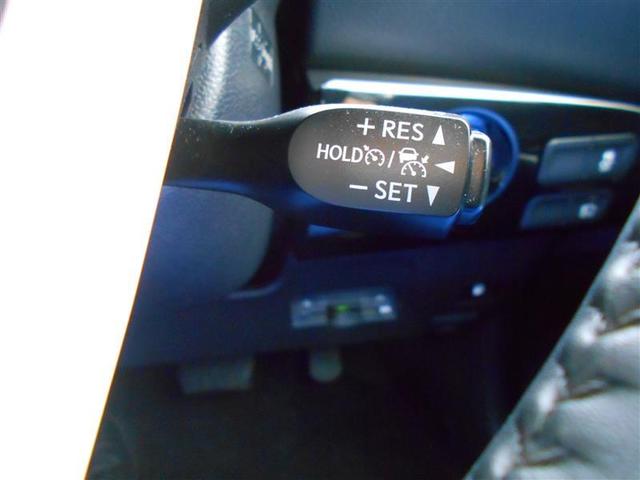 + RES ▲
HOLD / ◄
− SET ▼